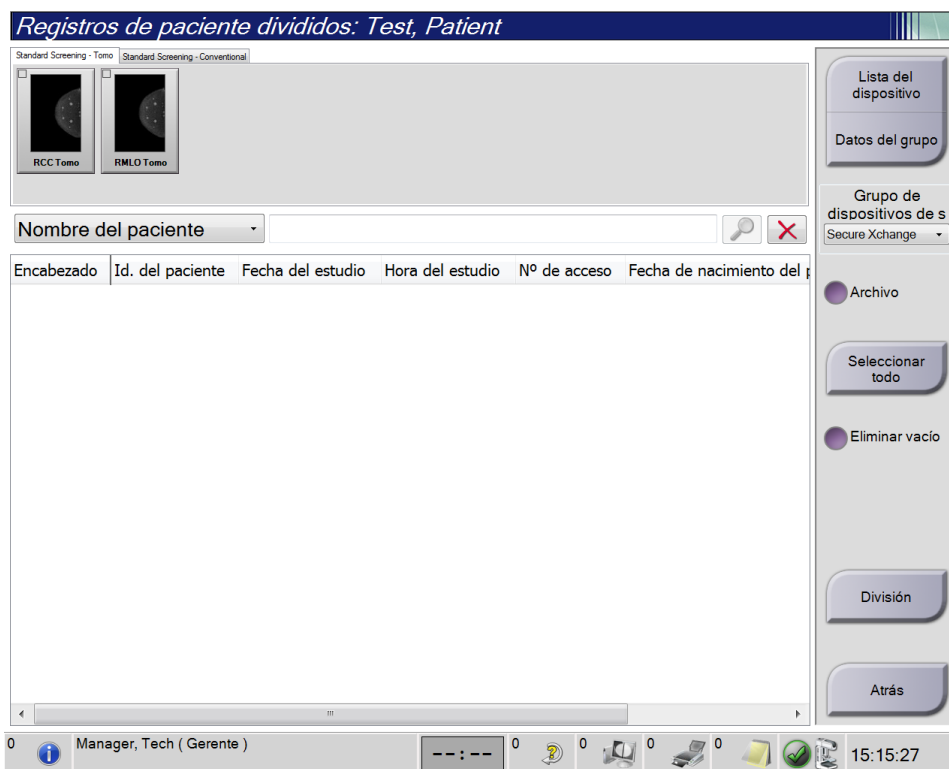 Registros de paciente divididos: Test, Patient
Standard Screening - Tomo
Standard Screening - Conventional
RCC Tomo
RMLO Tomo
Nombre del paciente
Encabezado Id. del paciente Fecha del estudio Hora del estudio Nº de acceso Fecha de nacimiento del p
Lista del
dispositivo
Datos del grupo
Grupo de
dispositivos de s
Secure Xchange
Archivo
Seleccionar
todo
Eliminar vacío
División
Atrás
0 Manager, Tech ( Gerente ) --:-- 0 0 0 0 15:15:27